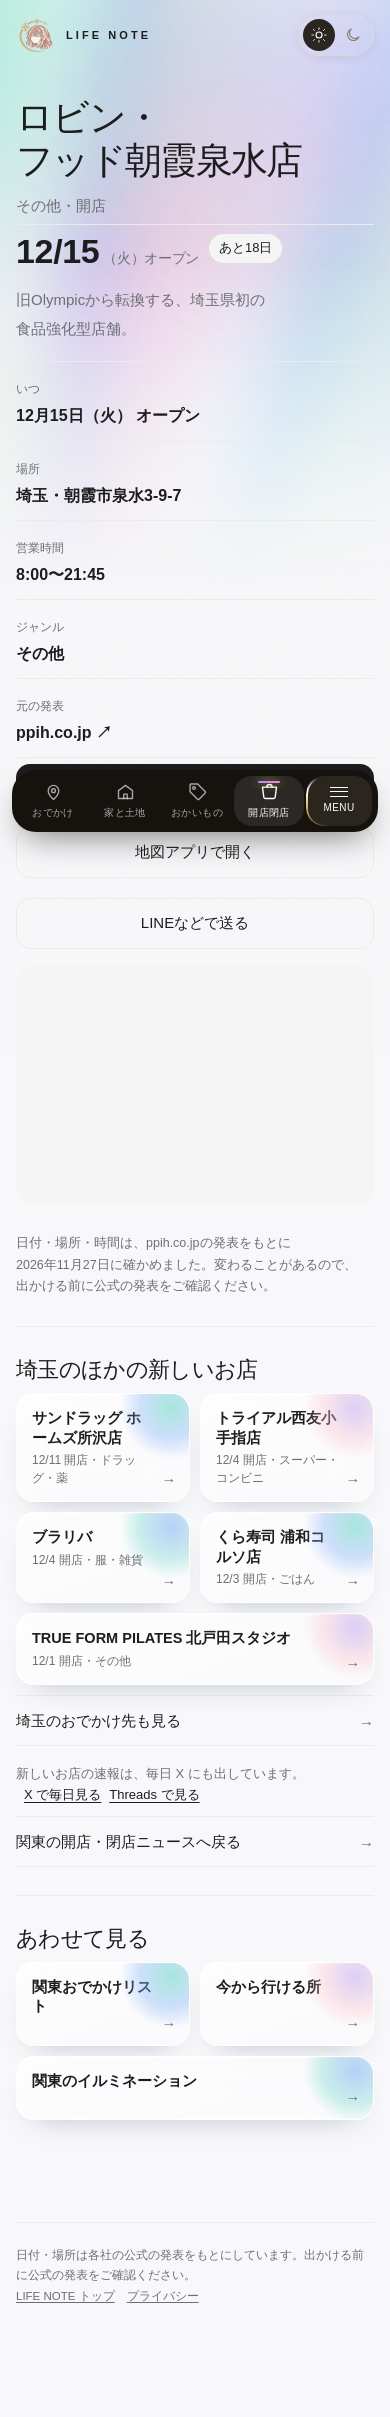 LIFE NOTE
ロビン・
フッド朝霞泉水店
その他・開店
12/15（火）オープン あと18日
旧Olympicから転換する、埼玉県初の
食品強化型店舗。
いつ
12月15日（火） オープン
場所
埼玉・朝霞市泉水3-9-7
営業時間
8:00〜21:45
ジャンル
その他
元の発表
ppih.co.jp ↗
おでかけ 家と土地 おかいもの 開店閉店 MENU
地図アプリで開く
LINEなどで送る
日付・場所・時間は、ppih.co.jpの発表をもとに
2026年11月27日に確かめました。変わることがあるので、
出かける前に公式の発表をご確認ください。
埼玉のほかの新しいお店
サンドラッグ ホ
ームズ所沢店
12/11 開店・ドラッ
グ・薬 →
トライアル西友小
手指店
12/4 開店・スーパー・
コンビニ →
ブラリバ
12/4 開店・服・雑貨
→
くら寿司 浦和コ
ルソ店
12/3 開店・ごはん →
TRUE FORM PILATES 北戸田スタジオ
12/1 開店・その他 →
埼玉のおでかけ先も見る →
新しいお店の速報は、毎日 X にも出しています。
X で毎日見る Threads で見る
関東の開店・閉店ニュースへ戻る →
あわせて見る
関東おでかけリス
ト →
今から行ける所
→
関東のイルミネーション
→
日付・場所は各社の公式の発表をもとにしています。出かける前
に公式の発表をご確認ください。
LIFE NOTE トップ プライバシー